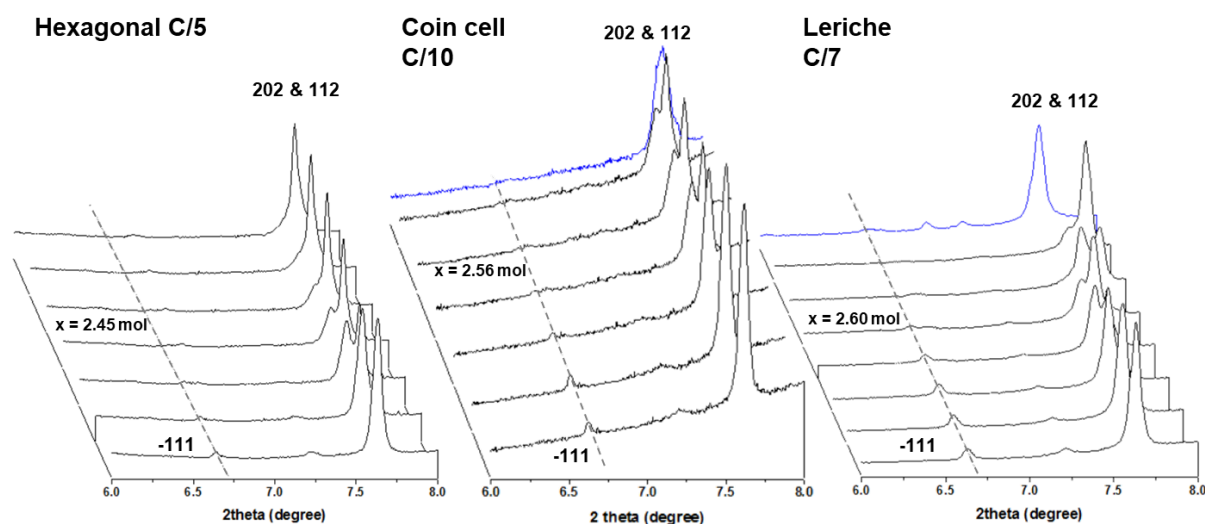 Hexagonal C/5
202 & 112
x = 2.45 mol
-111
6.0 6.5 7.0 7.5 8.0
2theta (degree)
Coin cell
C/10
202 & 112
x = 2.56 mol
-111
6.0 6.5 7.0 7.5 8.0
2 theta (degree)
Leriche
C/7
202 & 112
x = 2.60 mol
-111
6.0 6.5 7.0 7.5 8.0
2theta (degree)